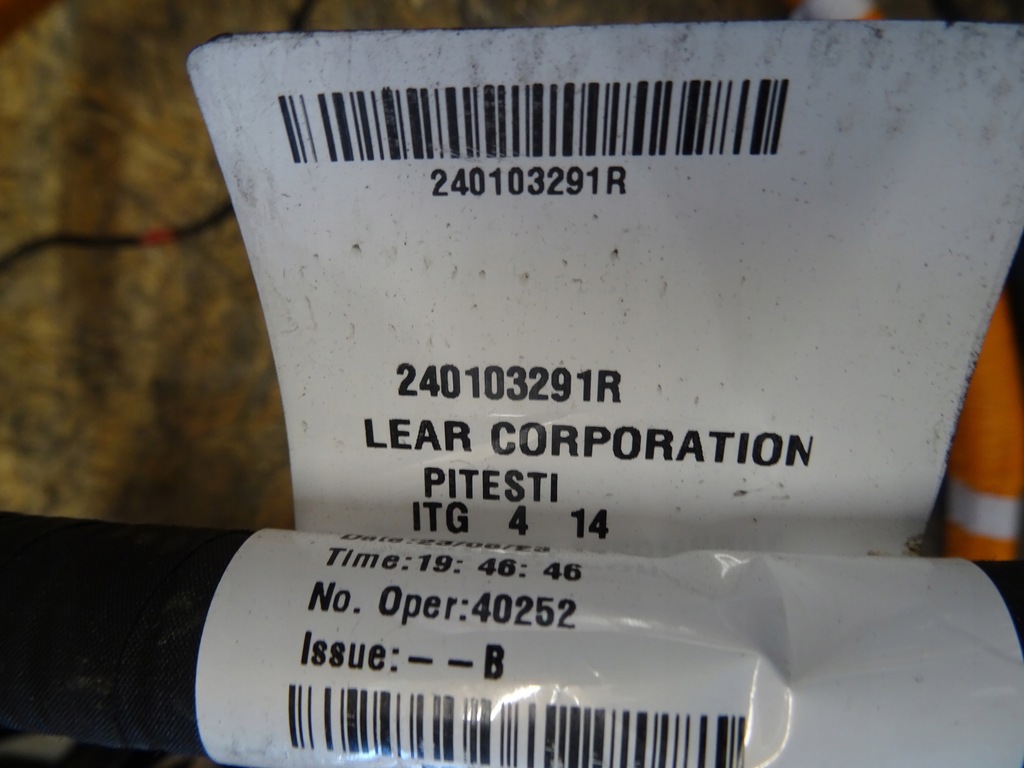 240103291R
240103291R
LEAR CORPORATION
PITESTI
ITG 4 14
Time:19: 46: 46
No. Oper:40252
Issue:– –B